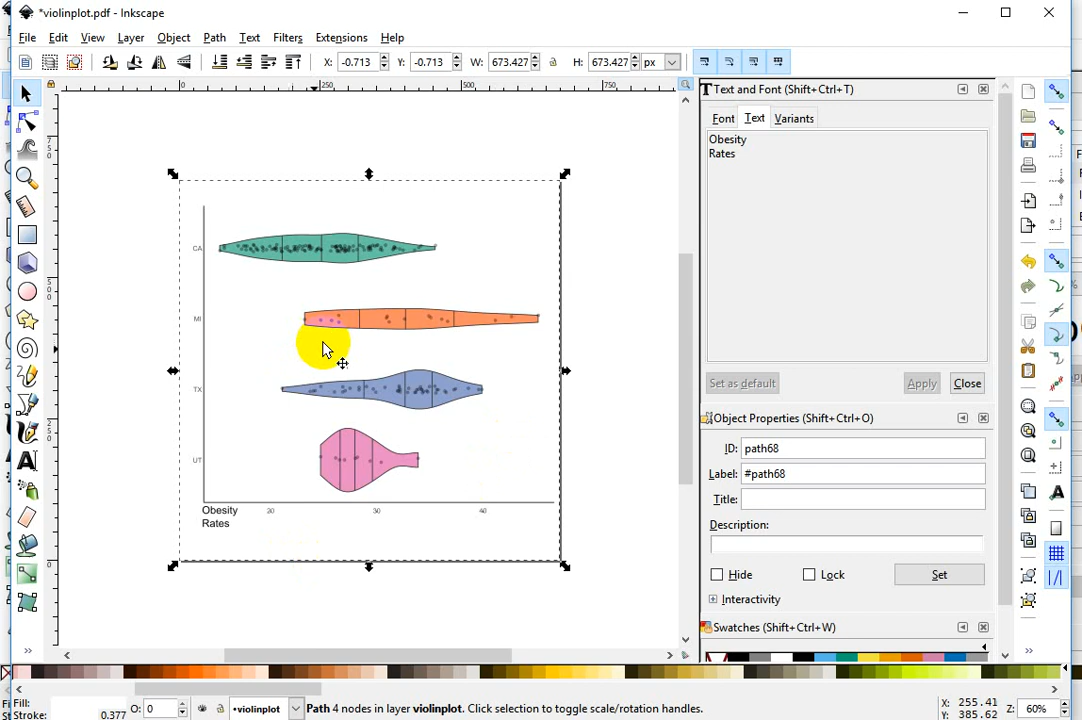 *violinplot.pdf - Inkscape
File Edit View Layer Object Path Text Filters Extensions Help
X: -0.713 Y: -0.713 W: 673.427 H: 673.427 px
0 250 500 750
Text and Font (Shift+Ctrl+T)
Font Text Variants
Obesity
Rates
CA
MI
TX
UT
Obesity
Rates
20 30 40
Set as default Apply Close
Object Properties (Shift+Ctrl+O)
ID: path68
Label: #path68
Title:
Description:
Hide Lock Set
Interactivity
Swatches (Shift+Ctrl+W)
Fill:
Stroke: 0.377
O: 0
•violinplot
Path 4 nodes in layer violinplot. Click selection to toggle scale/rotation handles.
X: 255.41
Y: 385.62
Z: 60%